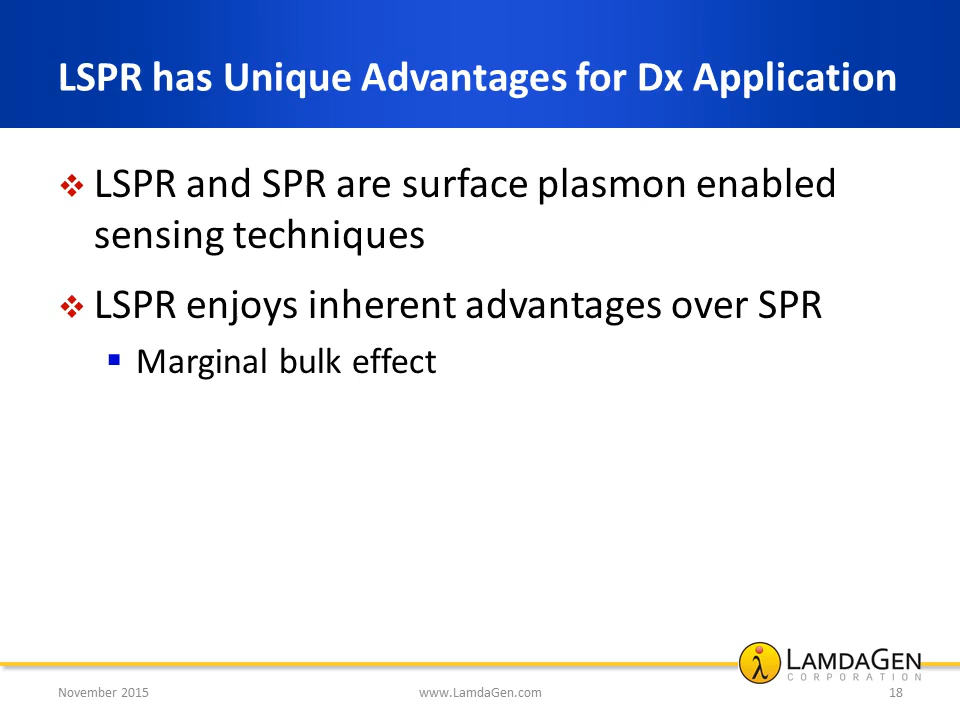 LSPR has Unique Advantages for Dx Application
LSPR and SPR are surface plasmon enabled
sensing techniques
LSPR enjoys inherent advantages over SPR
Marginal bulk effect
λ LAMDAGEN
CORPORATION
November 2015
www.LamdaGen.com
18